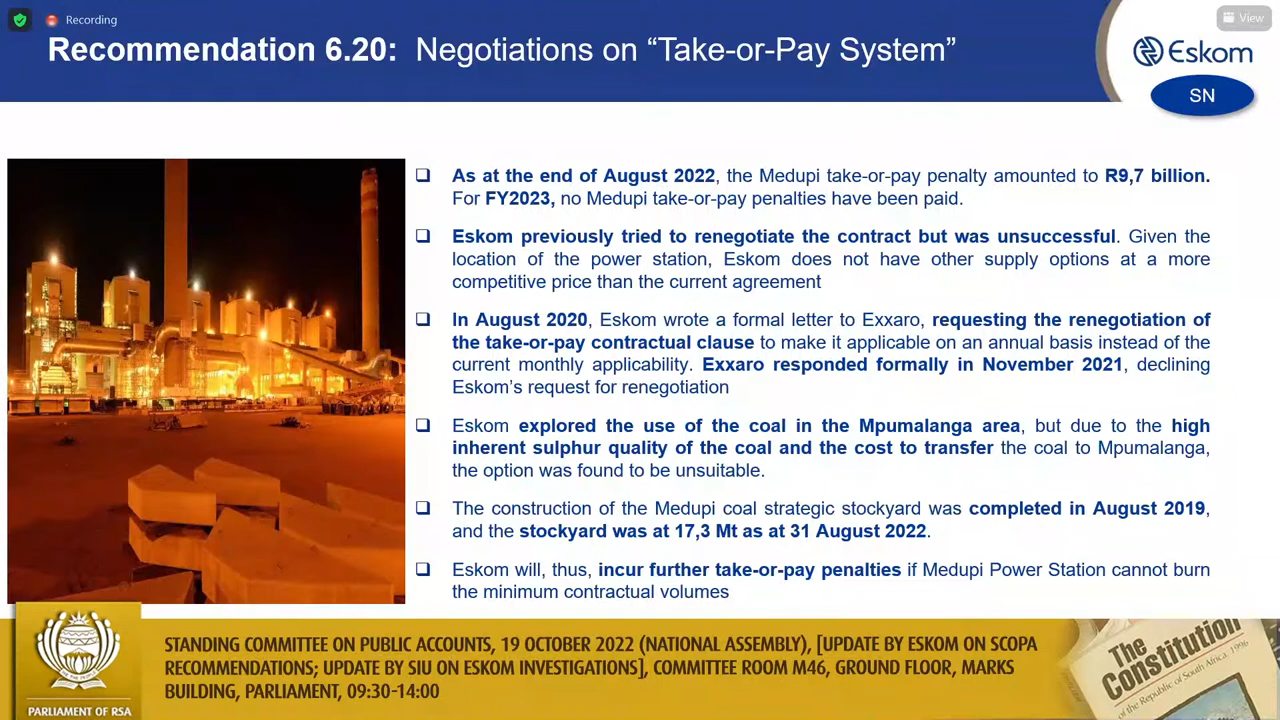 Recording
View
Recommendation 6.20: Negotiations on “Take-or-Pay System”
Eskom
SN
As at the end of August 2022, the Medupi take-or-pay penalty amounted to R9,7 billion.
For FY2023, no Medupi take-or-pay penalties have been paid.
Eskom previously tried to renegotiate the contract but was unsuccessful. Given the
location of the power station, Eskom does not have other supply options at a more
competitive price than the current agreement
In August 2020, Eskom wrote a formal letter to Exxaro, requesting the renegotiation of
the take-or-pay contractual clause to make it applicable on an annual basis instead of the
current monthly applicability. Exxaro responded formally in November 2021, declining
Eskom’s request for renegotiation
Eskom explored the use of the coal in the Mpumalanga area, but due to the high
inherent sulphur quality of the coal and the cost to transfer the coal to Mpumalanga,
the option was found to be unsuitable.
The construction of the Medupi coal strategic stockyard was completed in August 2019,
and the stockyard was at 17,3 Mt as at 31 August 2022.
Eskom will, thus, incur further take-or-pay penalties if Medupi Power Station cannot burn
the minimum contractual volumes
STANDING COMMITTEE ON PUBLIC ACCOUNTS, 19 OCTOBER 2022 (NATIONAL ASSEMBLY), [UPDATE BY ESKOM ON SCOPA
RECOMMENDATIONS; UPDATE BY SIU ON ESKOM INVESTIGATIONS], COMMITTEE ROOM M46, GROUND FLOOR, MARKS
BUILDING, PARLIAMENT, 09:30-14:00
PARLIAMENT OF RSA
The
Constitution
of the Republic of South Africa, 1996